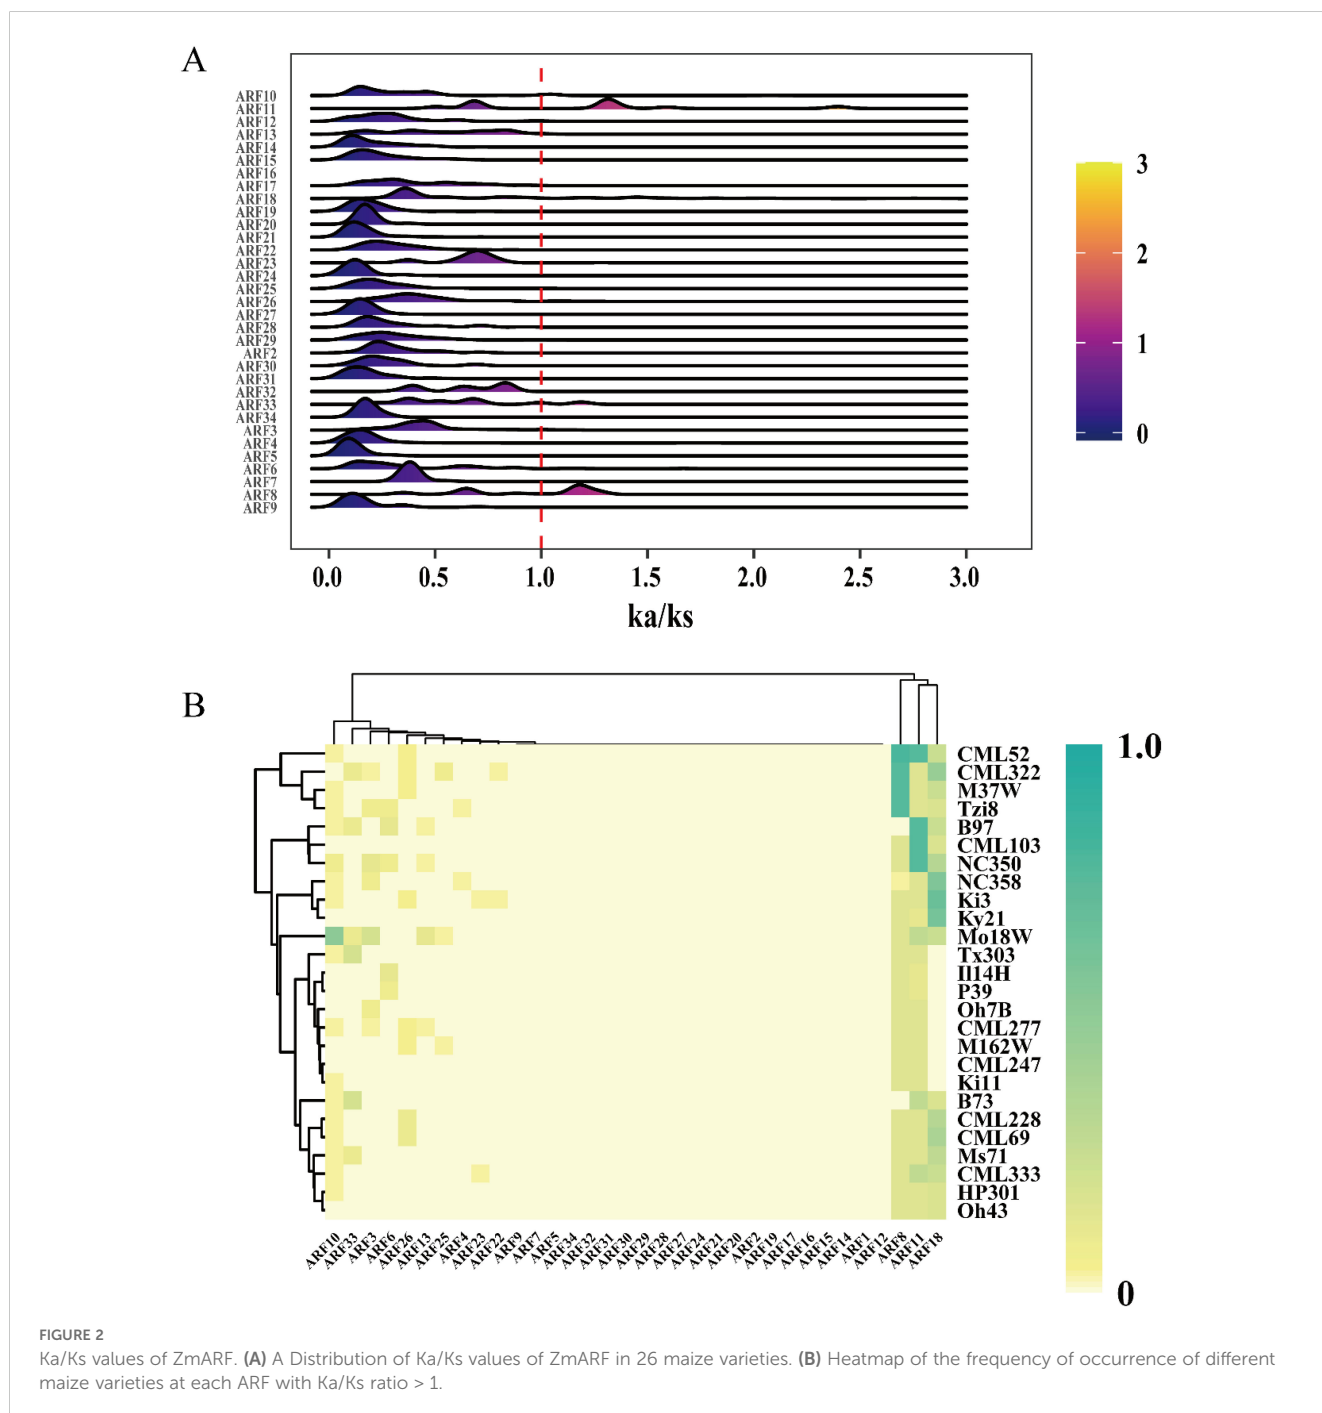 A
ARF10
ARF11
ARF12
ARF13
ARF14
ARF15
ARF16
ARF17
ARF18
ARF19
ARF20
ARF21
ARF22
ARF23
ARF24
ARF25
ARF26
ARF27
ARF28
ARF29
ARF2
ARF30
ARF31
ARF32
ARF33
ARF34
ARF3
ARF4
ARF5
ARF6
ARF7
ARF8
ARF9
3
2
1
0
0.0 0.5 1.0 1.5 2.0 2.5 3.0
ka/ks
B
1.0
0
CML52
CML322
M37W
Tzi8
B97
CML103
NC350
NC358
Ki3
Ky21
Mo18W
Tx303
Il14H
P39
Oh7B
CML277
M162W
CML247
Ki11
B73
CML228
CML69
Ms71
CML333
HP301
Oh43
ARF10 ARF33 ARF3 ARF6 ARF26 ARF13 ARF25 ARF4 ARF23 ARF22 ARF9 ARF7 ARF5 ARF34 ARF32 ARF31 ARF30 ARF29 ARF28 ARF27 ARF24 ARF21 ARF20 ARF2 ARF19 ARF17 ARF16 ARF15 ARF14 ARF1 ARF12 ARF8 ARF11 ARF18
FIGURE 2
Ka/Ks values of ZmARF. (A) A Distribution of Ka/Ks values of ZmARF in 26 maize varieties. (B) Heatmap of the frequency of occurrence of different
maize varieties at each ARF with Ka/Ks ratio > 1.